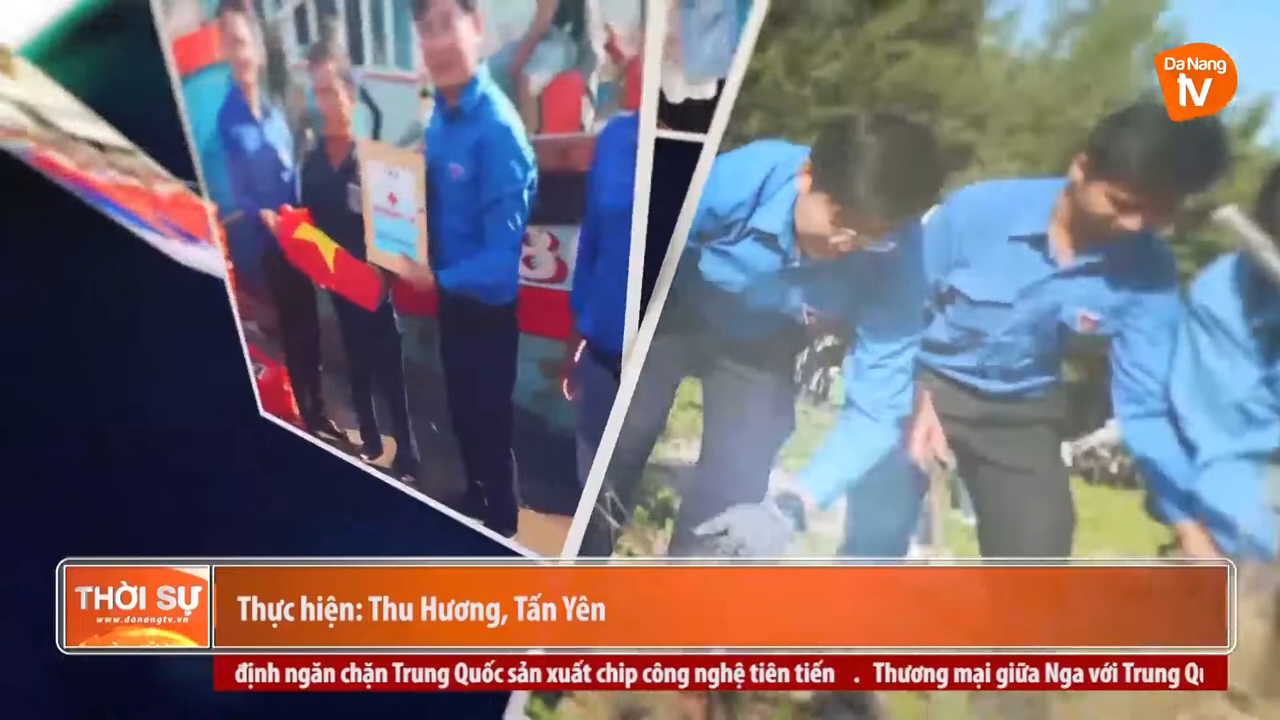 Da Nang
tv
THỜI SỰ
www.danangtv.vn
Thực hiện: Thu Hương, Tấn Yên
định ngăn chặn Trung Quốc sản xuất chip công nghệ tiên tiến . Thương mại giữa Nga với Trung